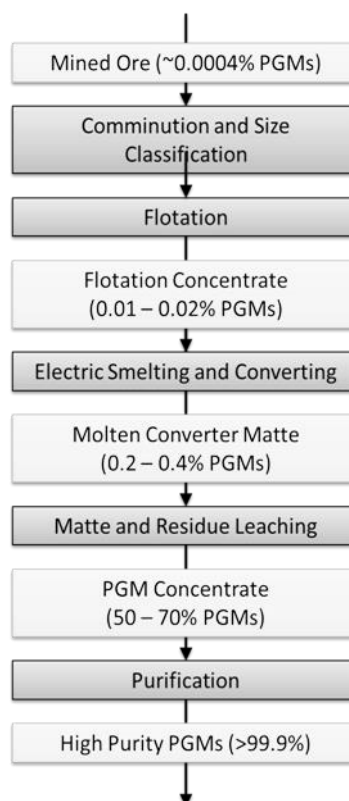 Mined Ore (~0.0004% PGMs)
Comminution and Size
Classification
Flotation
Flotation Concentrate
(0.01 – 0.02% PGMs)
Electric Smelting and Converting
Molten Converter Matte
(0.2 – 0.4% PGMs)
Matte and Residue Leaching
PGM Concentrate
(50 – 70% PGMs)
Purification
High Purity PGMs (>99.9%)